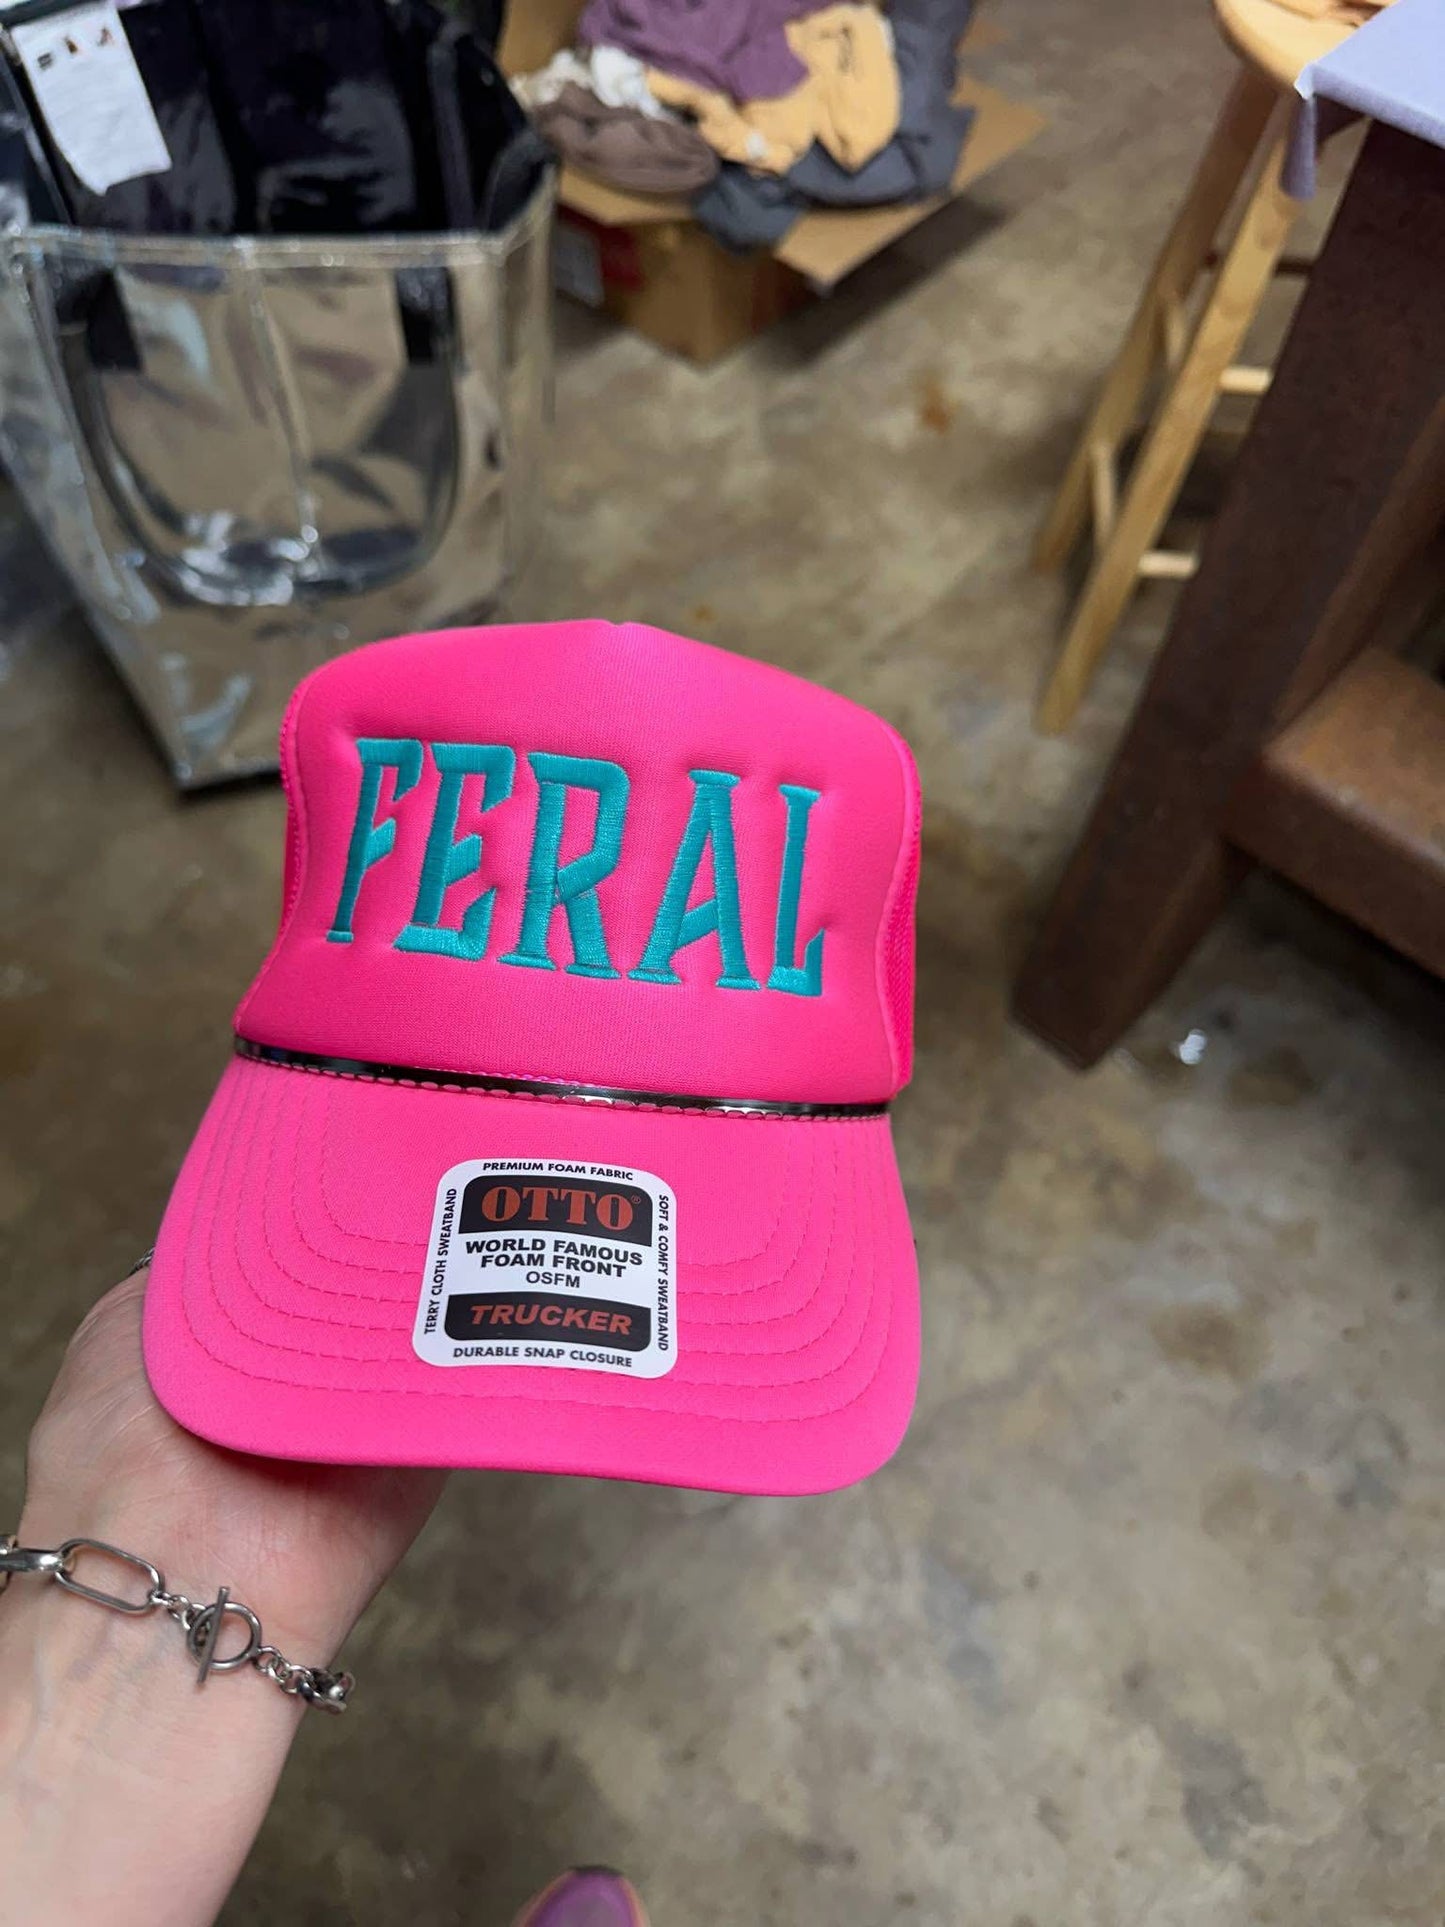 FERAL
PREMIUM FOAM FABRIC
TERRY CLOTH SWEATBAND
OTTO®
WORLD FAMOUS
FOAM FRONT
OSFM
TRUCKER
SOFT & COMFY SWEATBAND
DURABLE SNAP CLOSURE